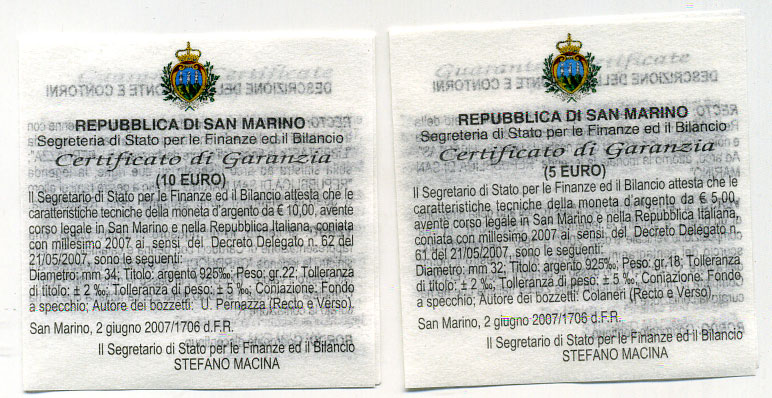 REPUBBLICA DI SAN MARINO
Segreteria di Stato per le Finanze ed il Bilancio
Certificato di Garanzia
(10 EURO)
Il Segretario di Stato per le Finanze ed il Bilancio attesta che le
caratteristiche tecniche della moneta d'argento da € 10,00, avente
corso legale in San Marino e nella Repubblica Italiana, coniata
con millesimo 2007 ai sensi del Decreto Delegato n. 62 del
21/05/2007, sono le seguenti:
Diametro: mm 34; Titolo: argento 925‰; Peso: gr.22; Tolleranza
di titolo: ± 2 ‰; Tolleranza di peso: ± 5 ‰; Coniazione: Fondo
a specchio; Autore dei bozzetti: U. Pernazza (Recto e Verso).
San Marino, 2 giugno 2007/1706 d.F.R.
Il Segretario di Stato per le Finanze ed il Bilancio
STEFANO MACINA
REPUBBLICA DI SAN MARINO
Segreteria di Stato per le Finanze ed il Bilancio
Certificato di Garanzia
(5 EURO)
Il Segretario di Stato per le Finanze ed il Bilancio attesta che le
caratteristiche tecniche della moneta d'argento da € 5,00,
avente corso legale in San Marino e nella Repubblica Italiana,
coniata con millesimo 2007 ai sensi del Decreto Delegato n.
61 del 21/05/2007, sono le seguenti:
Diametro: mm 32; Titolo: argento 925‰; Peso: gr.18; Tolleranza
di titolo: ± 2 ‰; Tolleranza di peso: ± 5 ‰; Coniazione: Fondo
a specchio; Autore dei bozzetti: Colaneri (Recto e Verso).
San Marino, 2 giugno 2007/1706 d.F.R.
Il Segretario di Stato per le Finanze ed il Bilancio
STEFANO MACINA